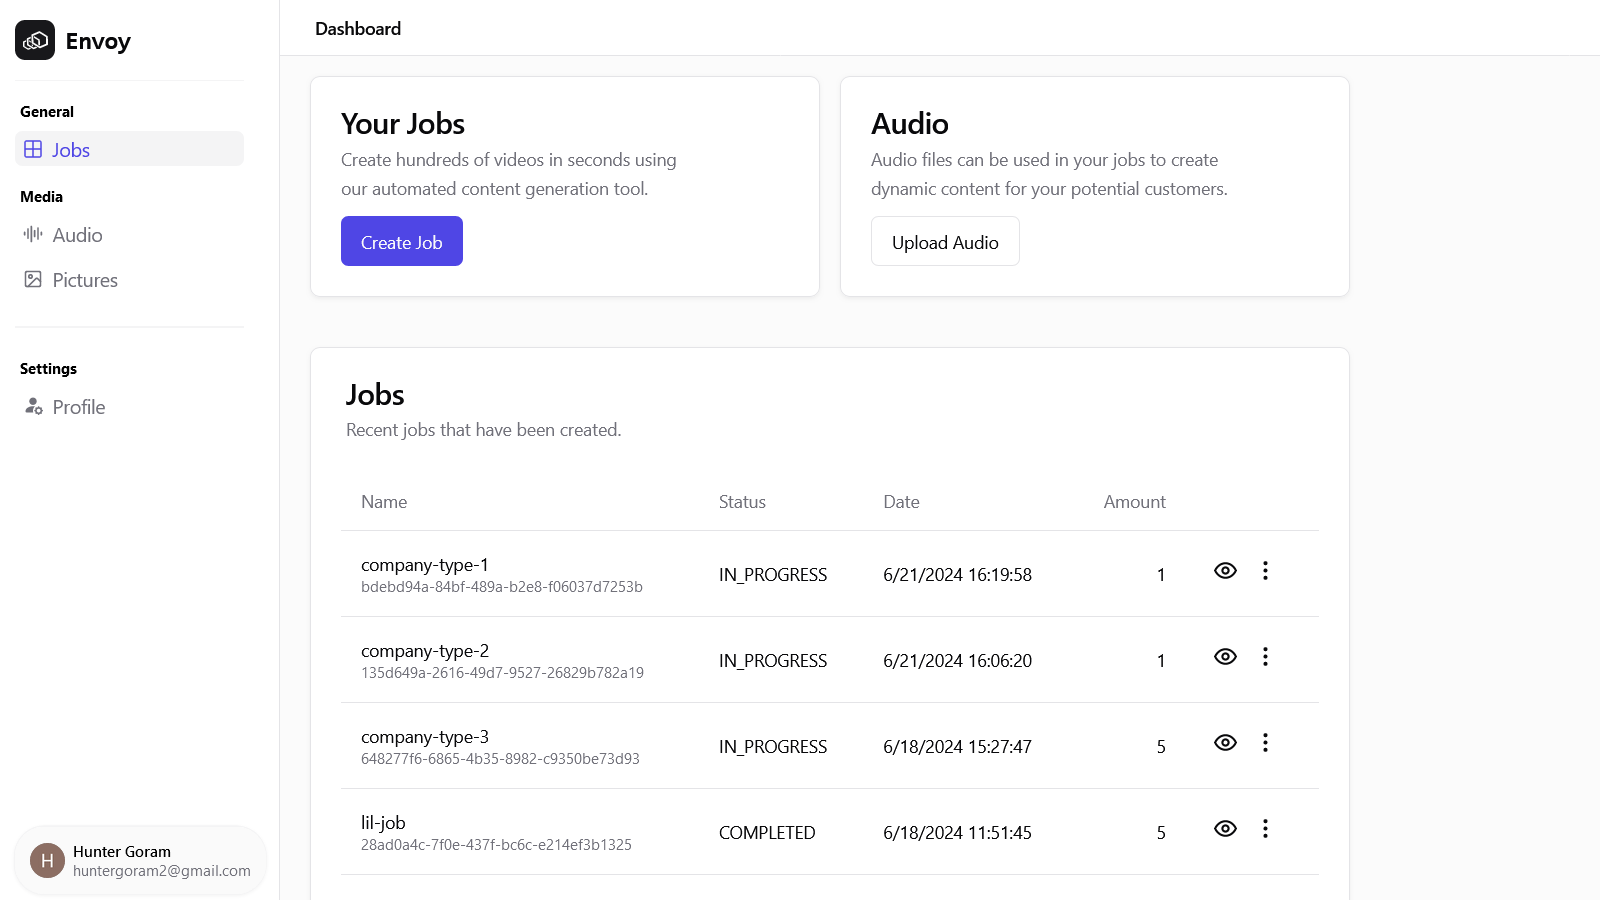 Envoy
General
Jobs
Media
Audio
Pictures
Settings
Profile
Hunter Goram
H
huntergoram2@gmail.com
Dashboard
Your Jobs
Create hundreds of videos in seconds using
our automated content generation tool.
Create Job
Audio
Audio files can be used in your jobs to create
dynamic content for your potential customers.
Upload Audio
Jobs
Recent jobs that have been created.
Name Status Date Amount
company-type-1
bdebd94a-84bf-489a-b2e8-f06037d7253b
IN_PROGRESS 6/21/2024 16:19:58 1
company-type-2
135d649a-2616-49d7-9527-26829b782a19
IN_PROGRESS 6/21/2024 16:06:20 1
company-type-3
648277f6-6865-4b35-8982-c9350be73d93
IN_PROGRESS 6/18/2024 15:27:47 5
lil-job
28ad0a4c-7f0e-437f-bc6c-e214ef3b1325
COMPLETED 6/18/2024 11:51:45 5